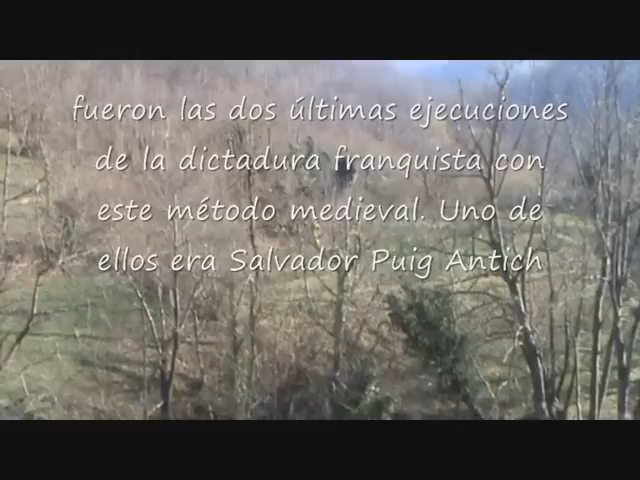 fueron las dos últimas ejecuciones
de la dictadura franquista con
este método medieval. Uno de
ellos era Salvador Puig Antich